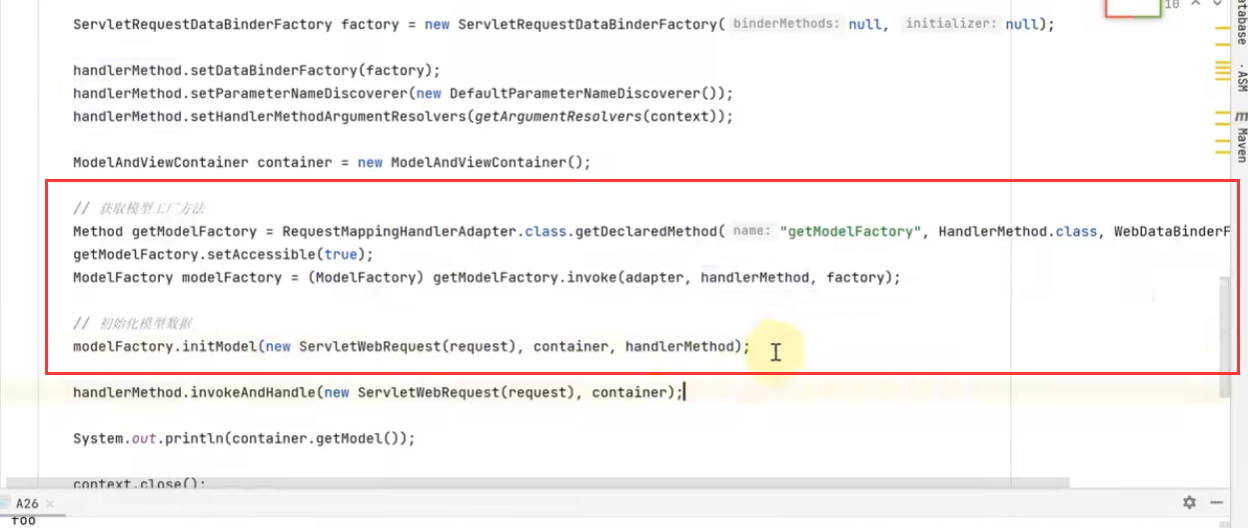 ServletRequestDataBinderFactory factory = new ServletRequestDataBinderFactory( binderMethods: null, initializer: null);
10
handlerMethod.setDataBinderFactory(factory);
handlerMethod.setParameterNameDiscoverer(new DefaultParameterNameDiscoverer());
handlerMethod.setHandlerMethodArgumentResolvers(getArgumentResolvers(context));
ModelAndViewContainer container = new ModelAndViewContainer();
// 获取模型工厂方法
Method getModelFactory = RequestMappingHandlerAdapter.class.getDeclaredMethod( name: "getModelFactory", HandlerMethod.class, WebDataBinderF
getModelFactory.setAccessible(true);
ModelFactory modelFactory = (ModelFactory) getModelFactory.invoke(adapter, handlerMethod, factory);
// 初始化模型数据
modelFactory.initModel(new ServletWebRequest(request), container, handlerMethod);
handlerMethod.invokeAndHandle(new ServletWebRequest(request), container);
System.out.println(container.getModel());
context.close();
A26
foo
atabase
ASM
m Maven